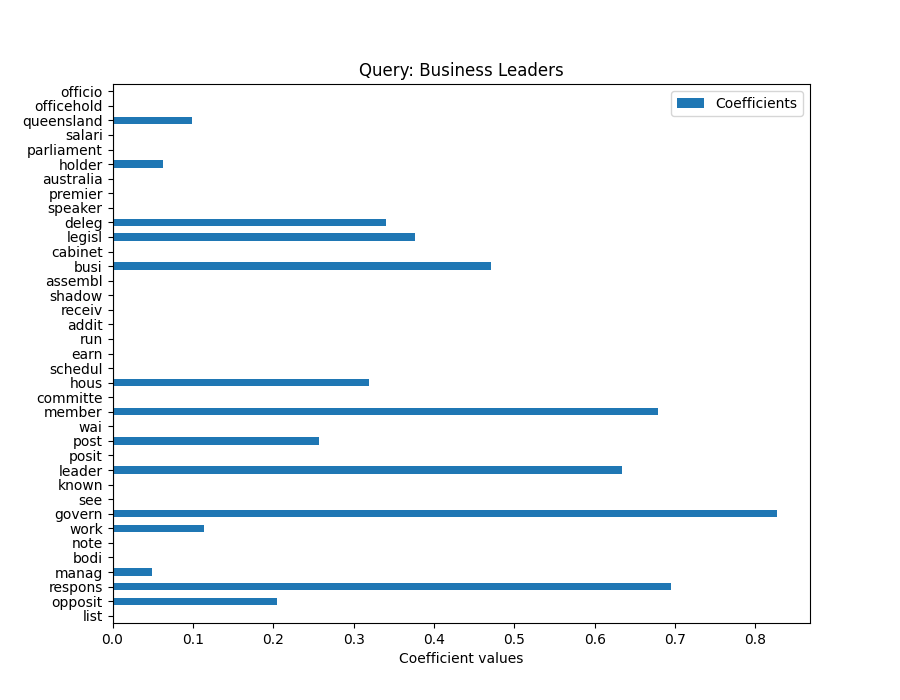 Query: Business Leaders
Coefficients
officio
officehold
queensland
salari
parliament
holder
australia
premier
speaker
deleg
legisl
cabinet
busi
assembl
shadow
receiv
addit
run
earn
schedul
hous
committe
member
wai
post
posit
leader
known
see
govern
work
note
bodi
manag
respons
opposit
list
0.0 0.1 0.2 0.3 0.4 0.5 0.6 0.7 0.8
Coefficient values